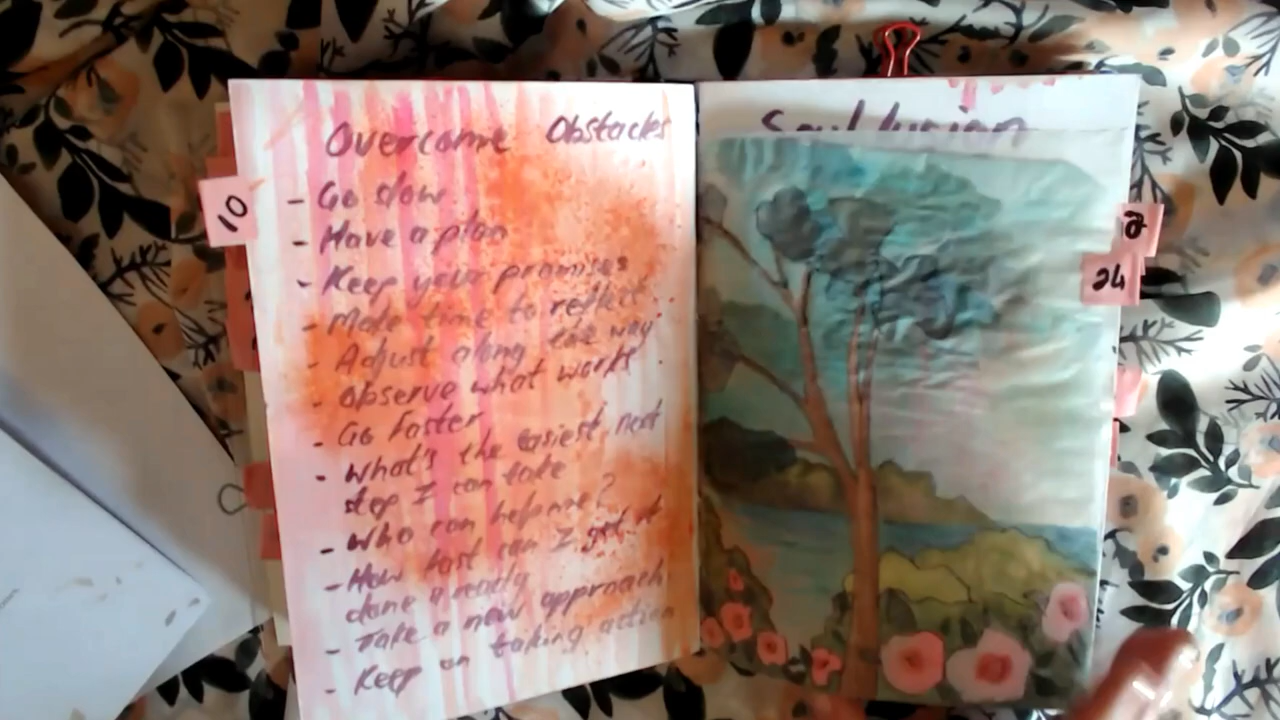 Overcome Obstacles
- Go slow
- Have a plan
- Keep your promises
- Make time to reflect
- Adjust along the way
- Observe what works
- Go faster
- What's the easiest next
step I can take
- Who can help me?
- How fast can I get it
done already
- Take a new approach
- Keep on taking action
10
24